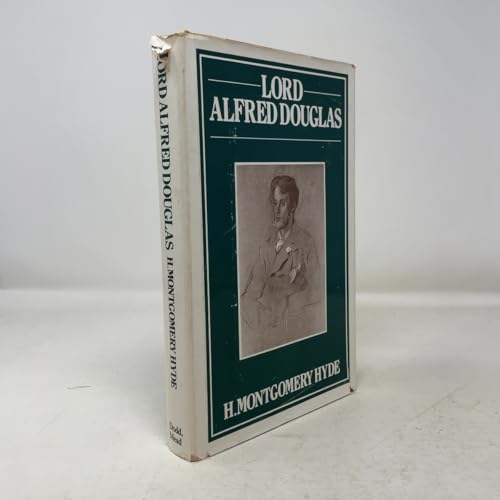 LORD
ALFRED DOUGLAS
H. MONTGOMERY HYDE
LORD ALFRED DOUGLAS H. MONTGOMERY HYDE
Dodd,
Mead